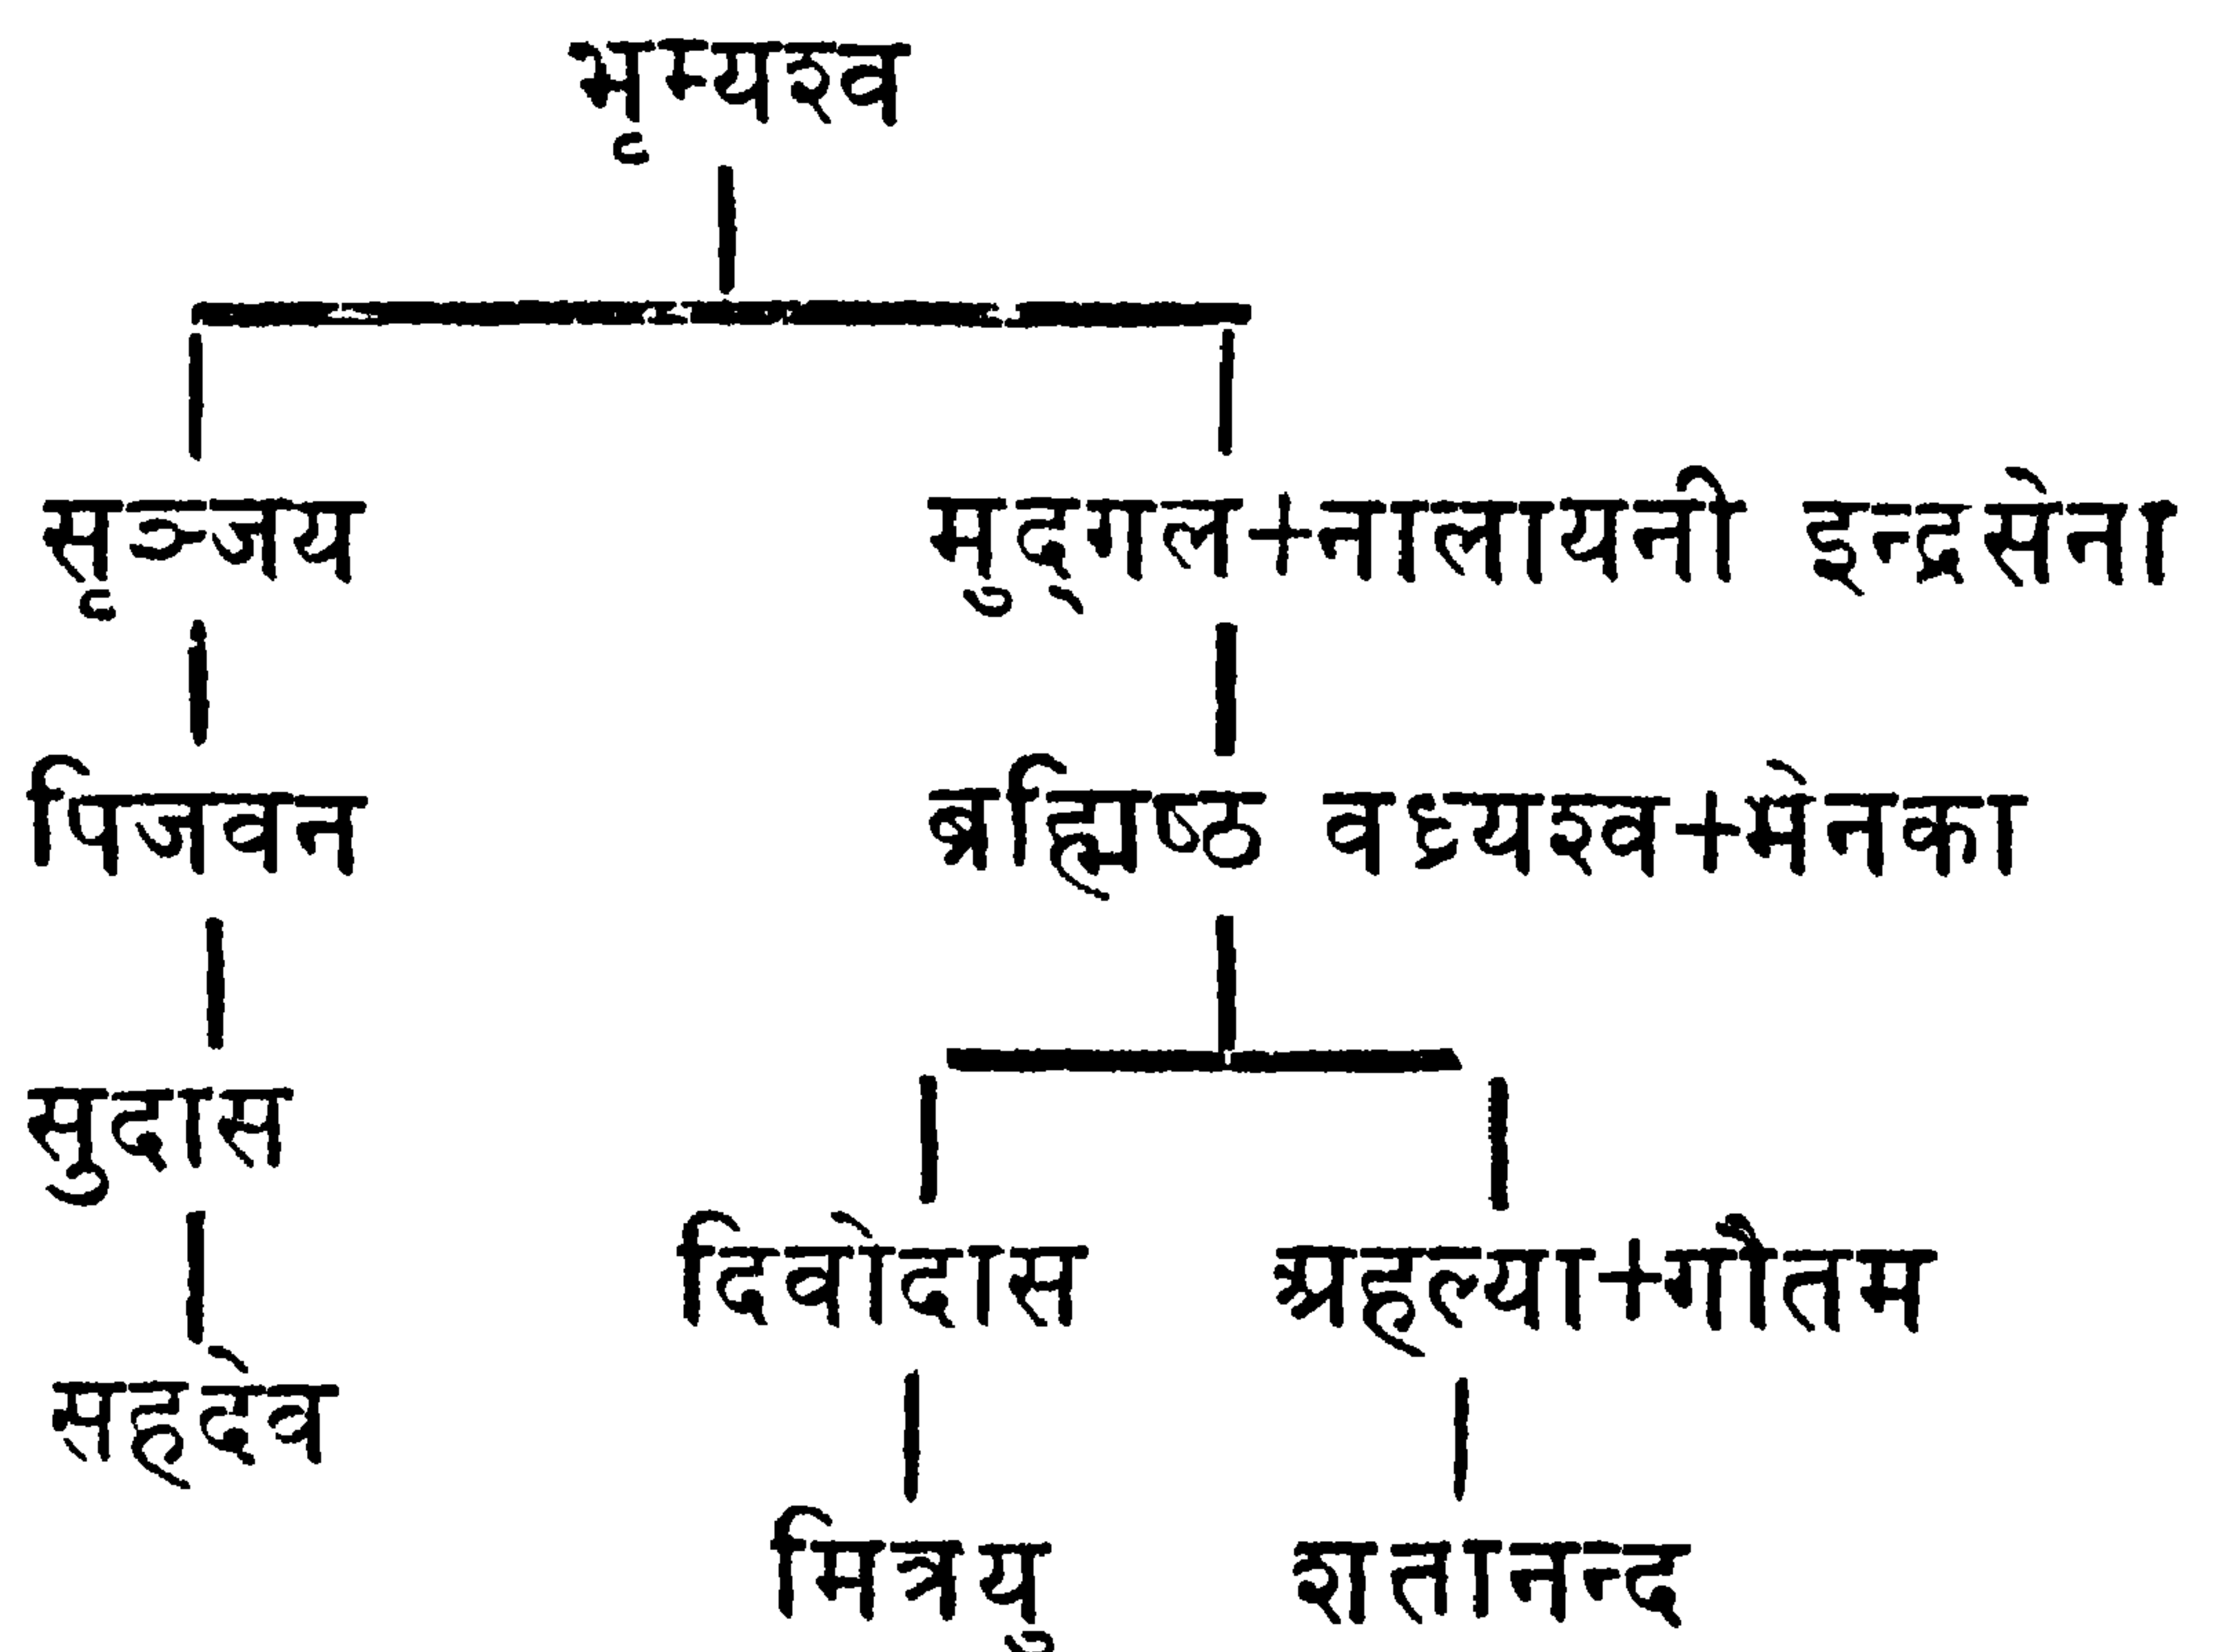 भृम्यश्व
सृञ्जय मुद्गल+नालायनी इन्द्रसेना
पिजवन ब्रह्मिष्ठ वध्र्यश्व+मेनका
सुदास
दिवोदास अहल्या+गौतम
सहदेव
मित्रयु शतानन्द